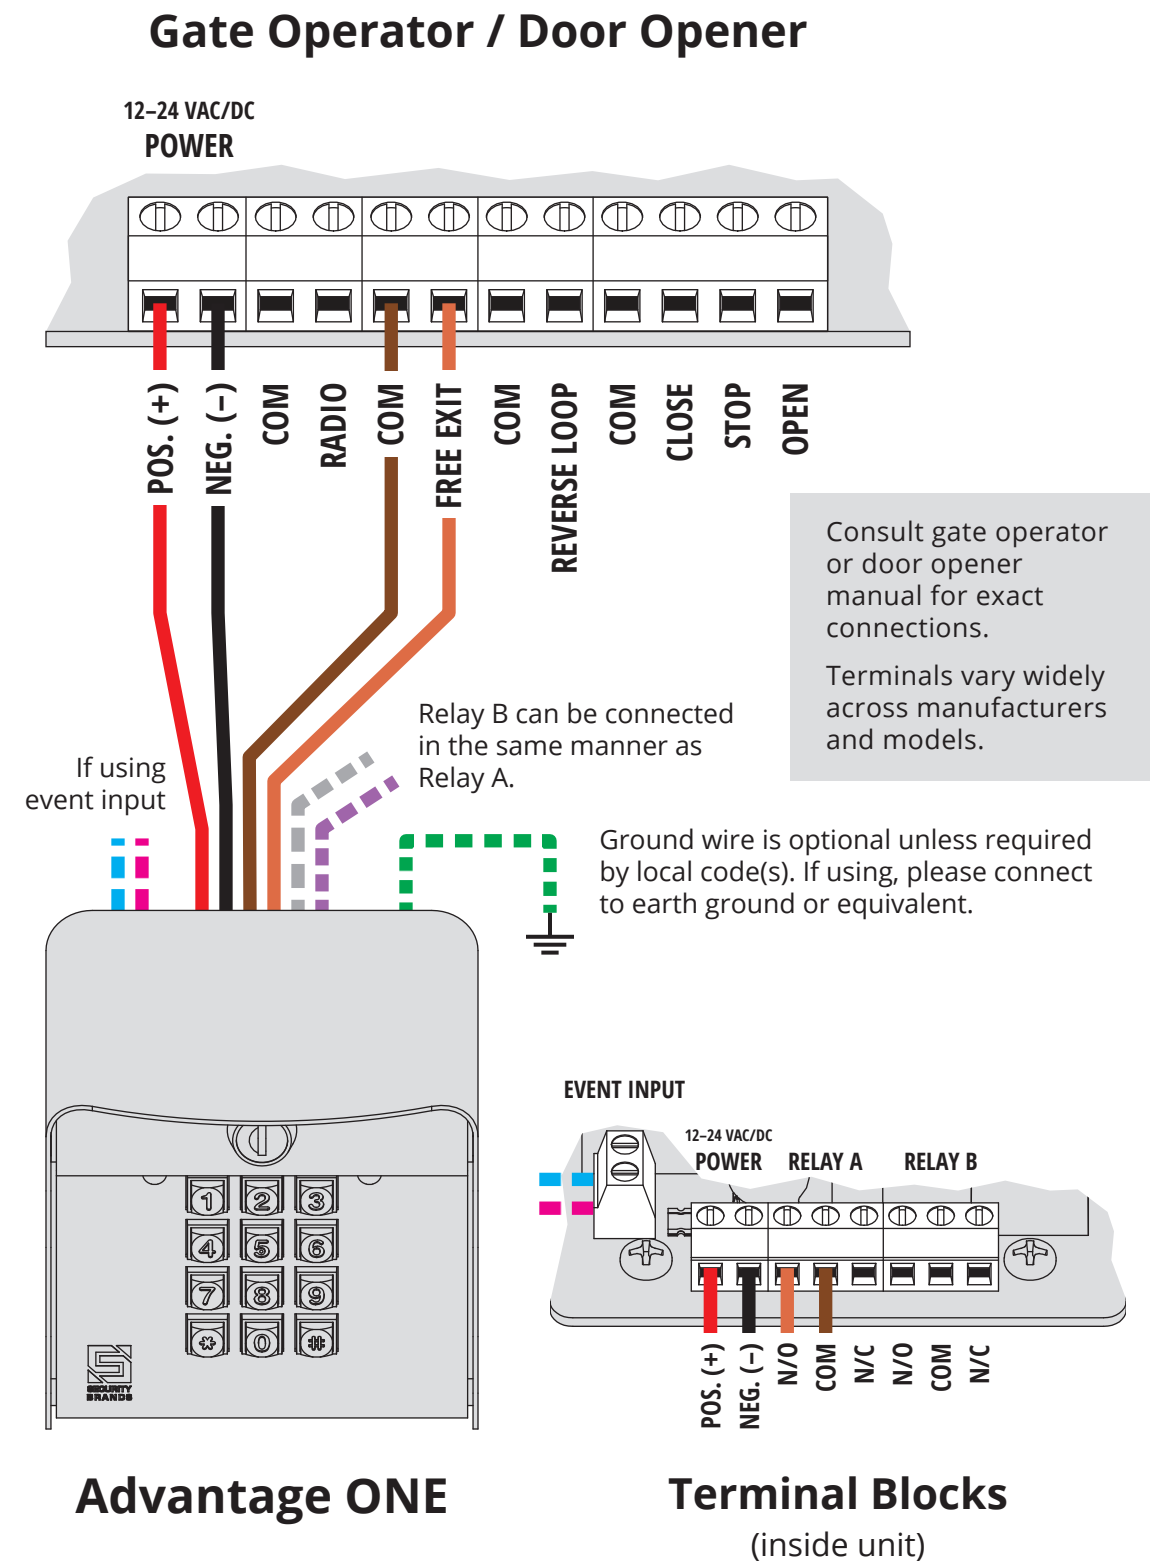 Gate Operator / Door Opener
12–24 VAC/DC
POWER
POS. (+)
NEG. (–)
COM
RADIO
COM
FREE EXIT
COM
REVERSE LOOP
COM
CLOSE
STOP
OPEN
Consult gate operator
or door opener
manual for exact
connections.
Terminals vary widely
across manufacturers
and models.
Relay B can be connected
in the same manner as
Relay A.
If using
event input
Ground wire is optional unless required
by local code(s). If using, please connect
to earth ground or equivalent.
1 2 3
4 5 6
7 8 9
* 0 #
S
SECURITY
BRANDS
EVENT INPUT
12–24 VAC/DC
POWER RELAY A RELAY B
POS. (+)
NEG. (–)
N/O
COM
N/C
N/O
COM
N/C
Advantage ONE
Terminal Blocks
(inside unit)